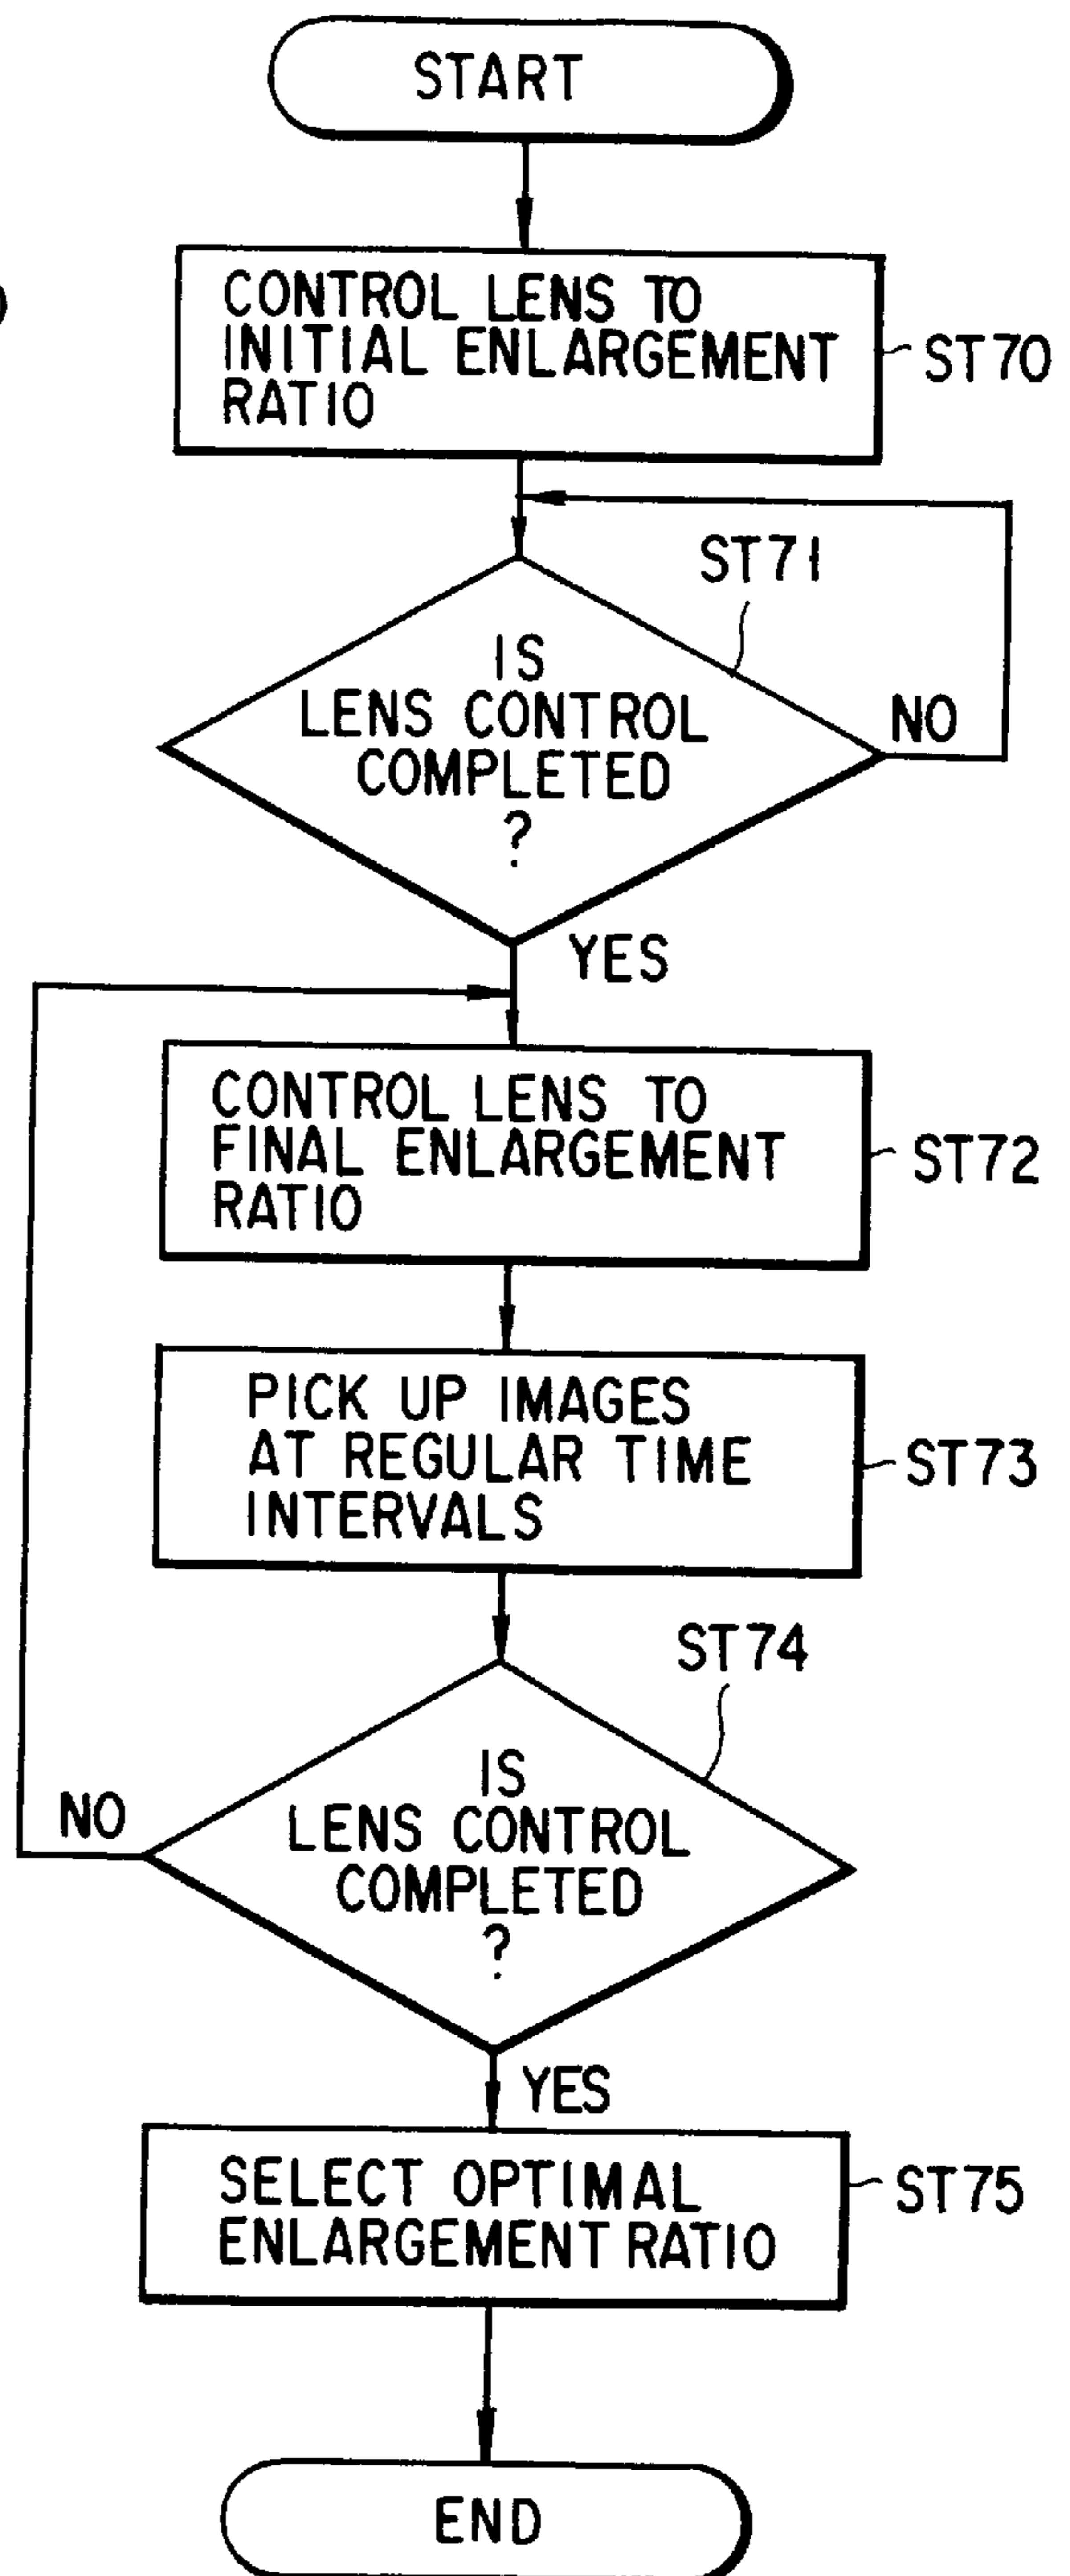 START
CONTROL LENS TO
INITIAL ENLARGEMENT
RATIO
ST70
ST71
IS
LENS CONTROL
COMPLETED
?
NO
YES
CONTROL LENS TO
FINAL ENLARGEMENT
RATIO
ST72
PICK UP IMAGES
AT REGULAR TIME
INTERVALS
ST73
ST74
IS
LENS CONTROL
COMPLETED
?
NO
YES
SELECT OPTIMAL
ENLARGEMENT RATIO
ST75
END